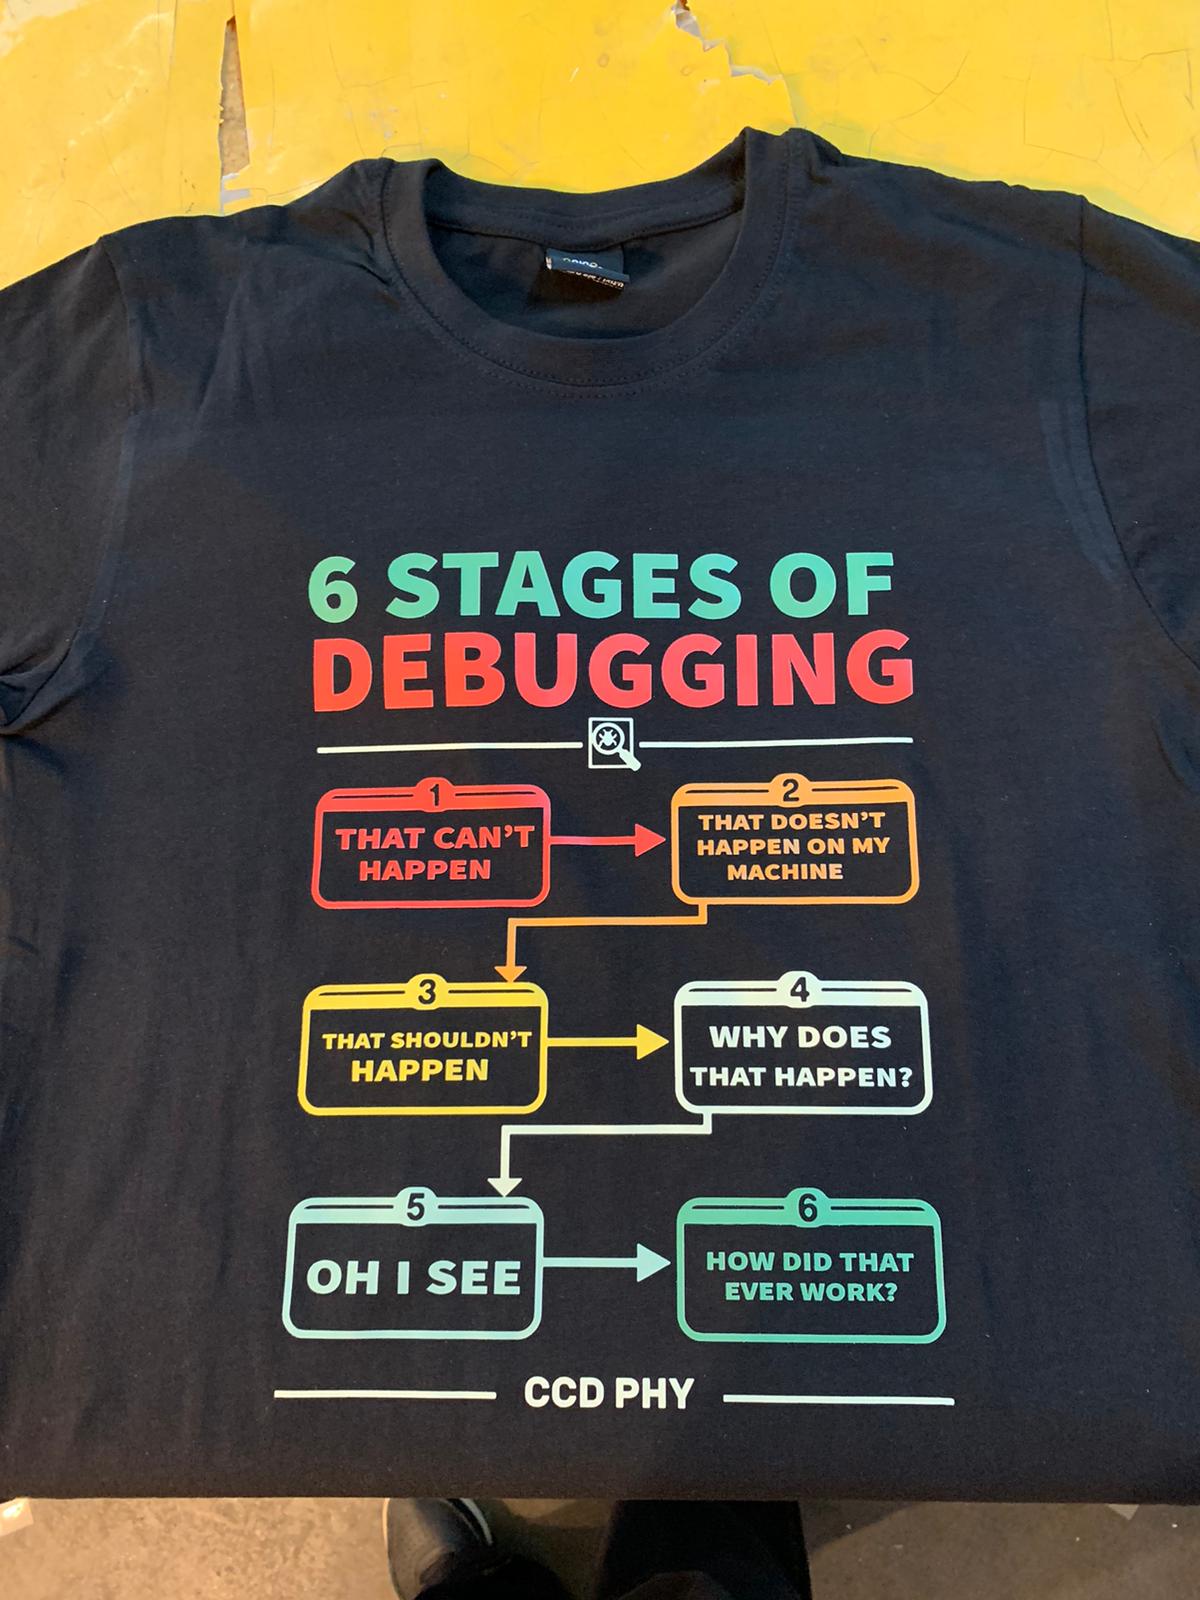 6 STAGES OF
DEBUGGING
1
THAT CAN'T
HAPPEN
2
THAT DOESN'T
HAPPEN ON MY
MACHINE
3
THAT SHOULDN'T
HAPPEN
4
WHY DOES
THAT HAPPEN?
5
OH I SEE
6
HOW DID THAT
EVER WORK?
CCD PHY